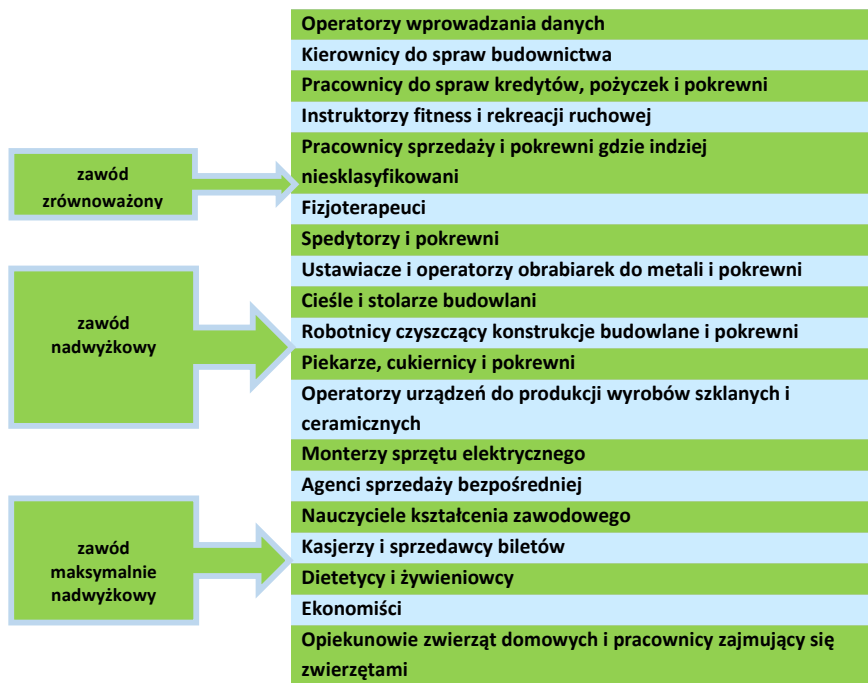 zawód
zrównoważony
zawód
nadwyżkowy
zawód
maksymalnie
nadwyżkowy
Operatorzy wprowadzania danych
Kierownicy do spraw budownictwa
Pracownicy do spraw kredytów, pożyczek i pokrewni
Instruktorzy fitness i rekreacji ruchowej
Pracownicy sprzedaży i pokrewni gdzie indziej
niesklasyfikowani
Fizjoterapeuci
Spedytorzy i pokrewni
Ustawiacze i operatorzy obrabiarek do metali i pokrewni
Cieśle i stolarze budowlani
Robotnicy czyszczący konstrukcje budowlane i pokrewni
Piekarze, cukiernicy i pokrewni
Operatorzy urządzeń do produkcji wyrobów szklanych i
ceramicznych
Monterzy sprzętu elektrycznego
Agenci sprzedaży bezpośredniej
Nauczyciele kształcenia zawodowego
Kasjerzy i sprzedawcy biletów
Dietetycy i żywieniowcy
Ekonomiści
Opiekunowie zwierząt domowych i pracownicy zajmujący się
zwierzętami